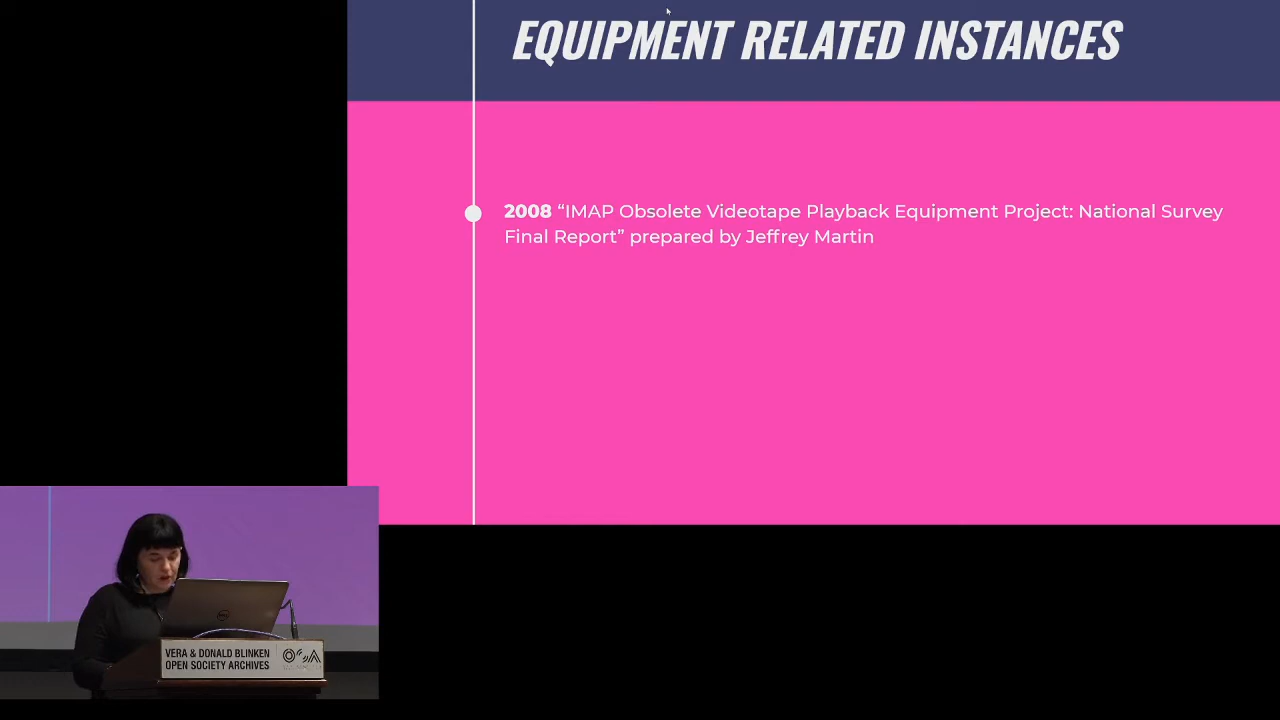 EQUIPMENT RELATED INSTANCES
2008 “IMAP Obsolete Videotape Playback Equipment Project: National Survey
Final Report” prepared by Jeffrey Martin
VERA & DONALD BLINKEN
OPEN SOCIETY ARCHIVES